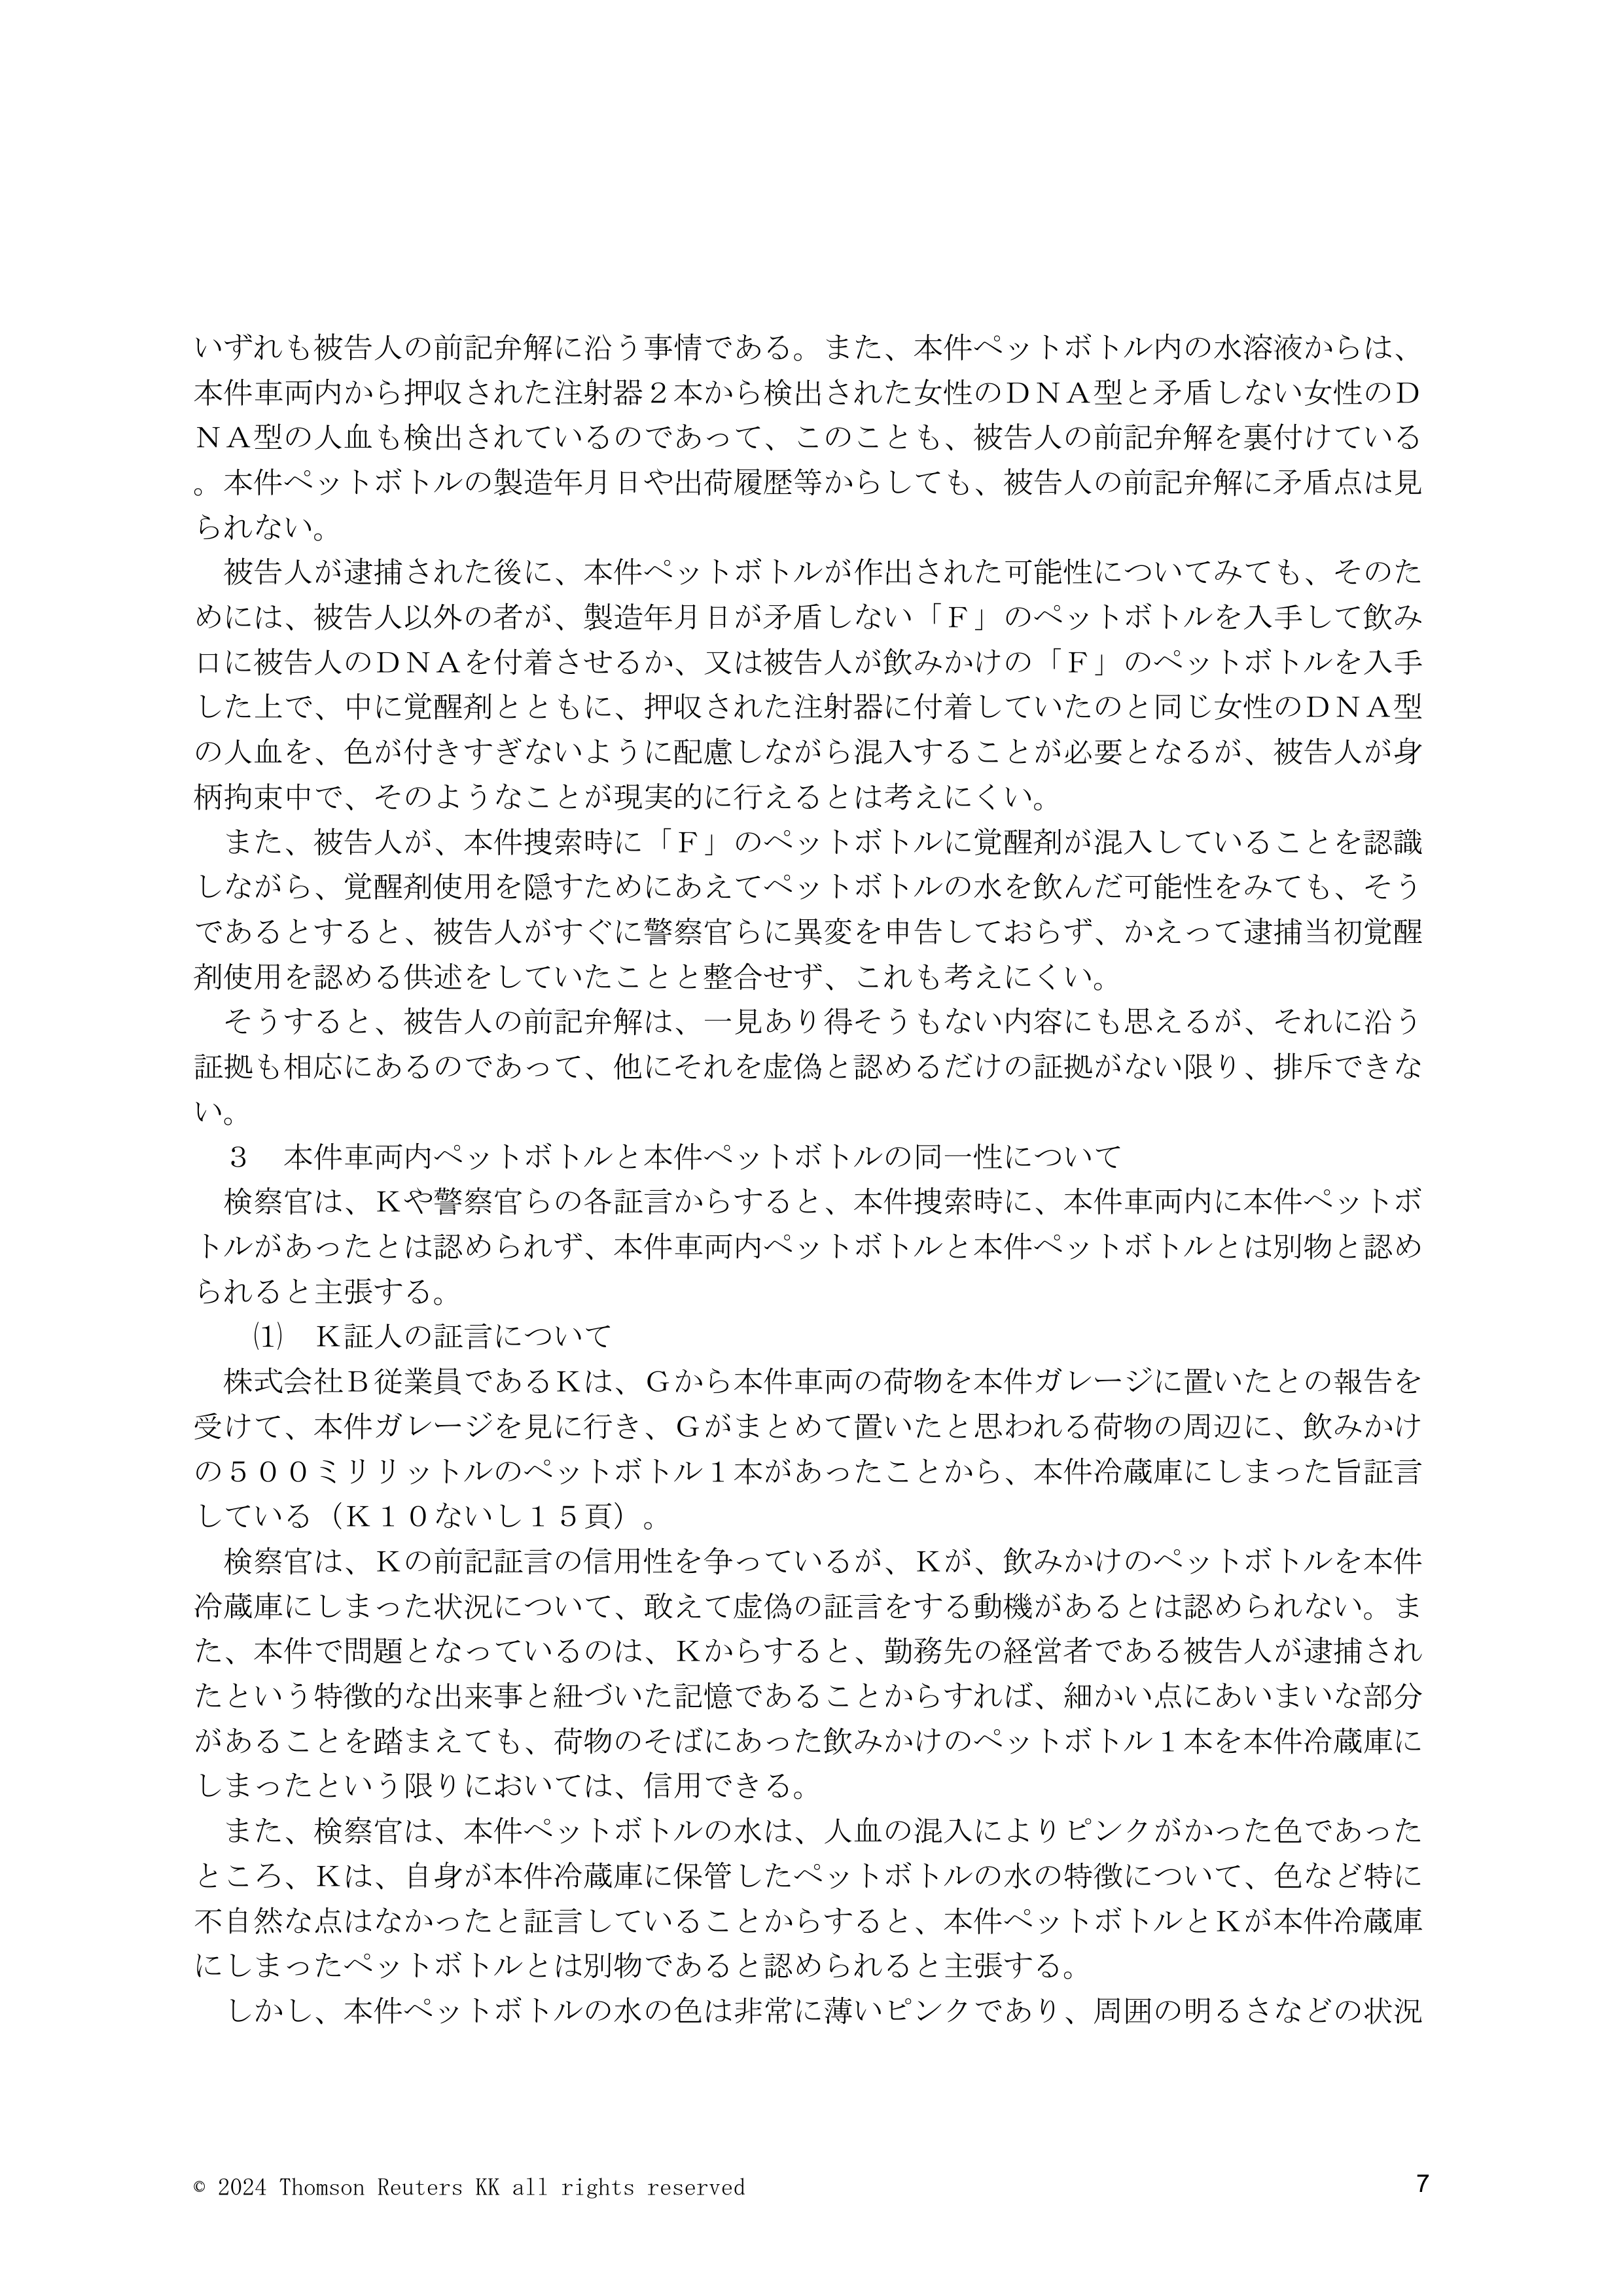 いずれも被告人の前記弁解に沿う事情である。また、本件ペットボトル内の水溶液からは、
本件車両内から押収された注射器２本から検出された女性のＤＮＡ型と矛盾しない女性のＤ
ＮＡ型の人血も検出されているのであって、このことも、被告人の前記弁解を裏付けている
。本件ペットボトルの製造年月日や出荷履歴等からしても、被告人の前記弁解に矛盾点は見
られない。
　被告人が逮捕された後に、本件ペットボトルが作出された可能性についてみても、そのた
めには、被告人以外の者が、製造年月日が矛盾しない「Ｆ」のペットボトルを入手して飲み
口に被告人のＤＮＡを付着させるか、又は被告人が飲みかけの「Ｆ」のペットボトルを入手
した上で、中に覚醒剤とともに、押収された注射器に付着していたのと同じ女性のＤＮＡ型
の人血を、色が付きすぎないように配慮しながら混入することが必要となるが、被告人が身
柄拘束中で、そのようなことが現実的に行えるとは考えにくい。
　また、被告人が、本件捜索時に「Ｆ」のペットボトルに覚醒剤が混入していることを認識
しながら、覚醒剤使用を隠すためにあえてペットボトルの水を飲んだ可能性をみても、そう
であるとすると、被告人がすぐに警察官らに異変を申告しておらず、かえって逮捕当初覚醒
剤使用を認める供述をしていたことと整合せず、これも考えにくい。
　そうすると、被告人の前記弁解は、一見あり得そうもない内容にも思えるが、それに沿う
証拠も相応にあるのであって、他にそれを虚偽と認めるだけの証拠がない限り、排斥できな
い。
　３　本件車両内ペットボトルと本件ペットボトルの同一性について
　検察官は、Ｋや警察官らの各証言からすると、本件捜索時に、本件車両内に本件ペットボ
トルがあったとは認められず、本件車両内ペットボトルと本件ペットボトルとは別物と認め
られると主張する。
　　⑴　Ｋ証人の証言について
　株式会社Ｂ従業員であるＫは、Ｇから本件車両の荷物を本件ガレージに置いたとの報告を
受けて、本件ガレージを見に行き、Ｇがまとめて置いたと思われる荷物の周辺に、飲みかけ
の５００ミリリットルのペットボトル１本があったことから、本件冷蔵庫にしまった旨証言
している（Ｋ１０ないし１５頁）。
　検察官は、Ｋの前記証言の信用性を争っているが、Ｋが、飲みかけのペットボトルを本件
冷蔵庫にしまった状況について、敢えて虚偽の証言をする動機があるとは認められない。ま
た、本件で問題となっているのは、Ｋからすると、勤務先の経営者である被告人が逮捕され
たという特徴的な出来事と紐づいた記憶であることからすれば、細かい点にあいまいな部分
があることを踏まえても、荷物のそばにあった飲みかけのペットボトル１本を本件冷蔵庫に
しまったという限りにおいては、信用できる。
　また、検察官は、本件ペットボトルの水は、人血の混入によりピンクがかった色であった
ところ、Ｋは、自身が本件冷蔵庫に保管したペットボトルの水の特徴について、色など特に
不自然な点はなかったと証言していることからすると、本件ペットボトルとＫが本件冷蔵庫
にしまったペットボトルとは別物であると認められると主張する。
　しかし、本件ペットボトルの水の色は非常に薄いピンクであり、周囲の明るさなどの状況
© 2024 Thomson Reuters KK all rights reserved
7